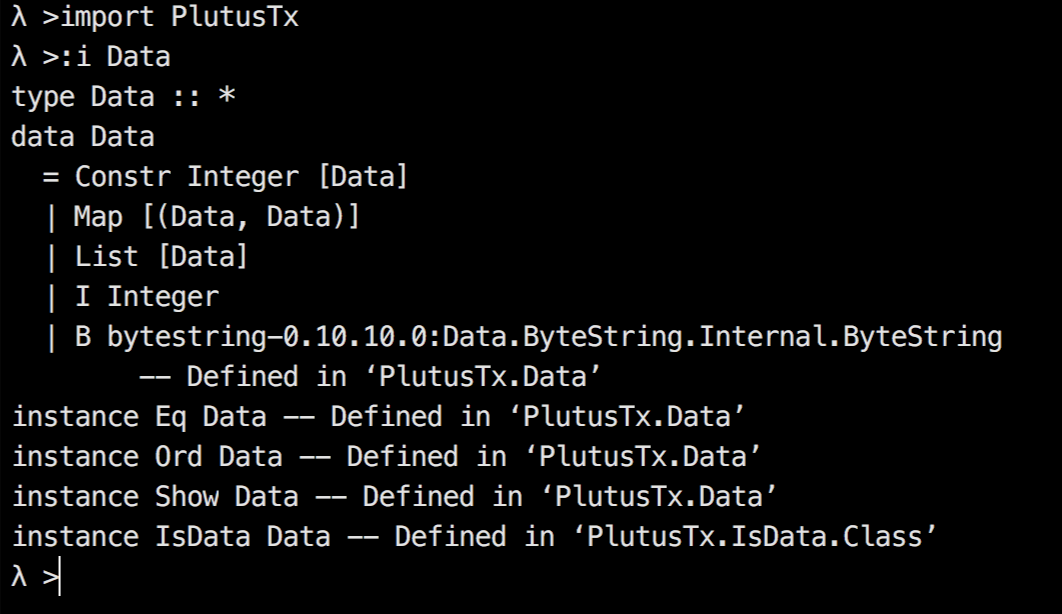 λ >import PlutusTx
λ >:i Data
type Data :: *
data Data
  = Constr Integer [Data]
  | Map [(Data, Data)]
  | List [Data]
  | I Integer
  | B bytestring-0.10.10.0:Data.ByteString.Internal.ByteString
        -- Defined in ‘PlutusTx.Data’
instance Eq Data -- Defined in ‘PlutusTx.Data’
instance Ord Data -- Defined in ‘PlutusTx.Data’
instance Show Data -- Defined in ‘PlutusTx.Data’
instance IsData Data -- Defined in ‘PlutusTx.IsData.Class’
λ >